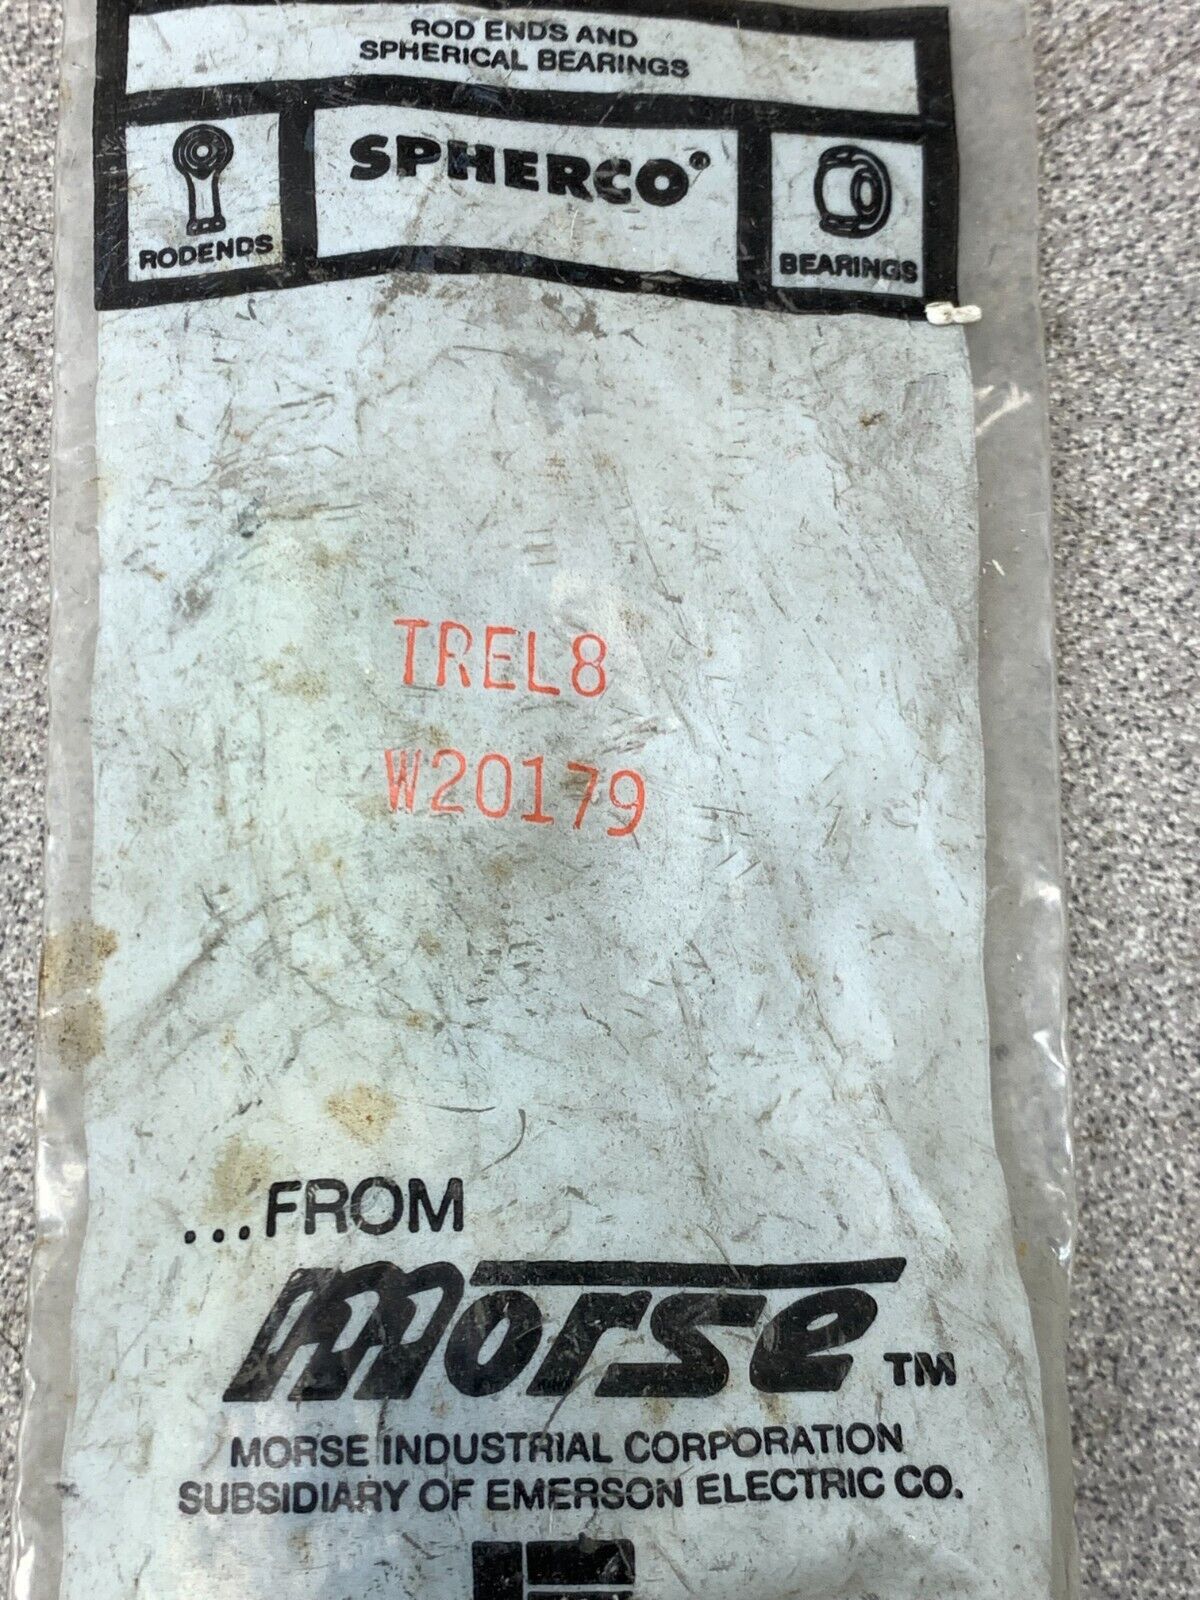 ROD ENDS AND
SPHERICAL BEARINGS
SPHERCO®
RODENDS
BEARINGS
TREL8
W20179
...FROM
morse TM
MORSE INDUSTRIAL CORPORATION
SUBSIDIARY OF EMERSON ELECTRIC CO.